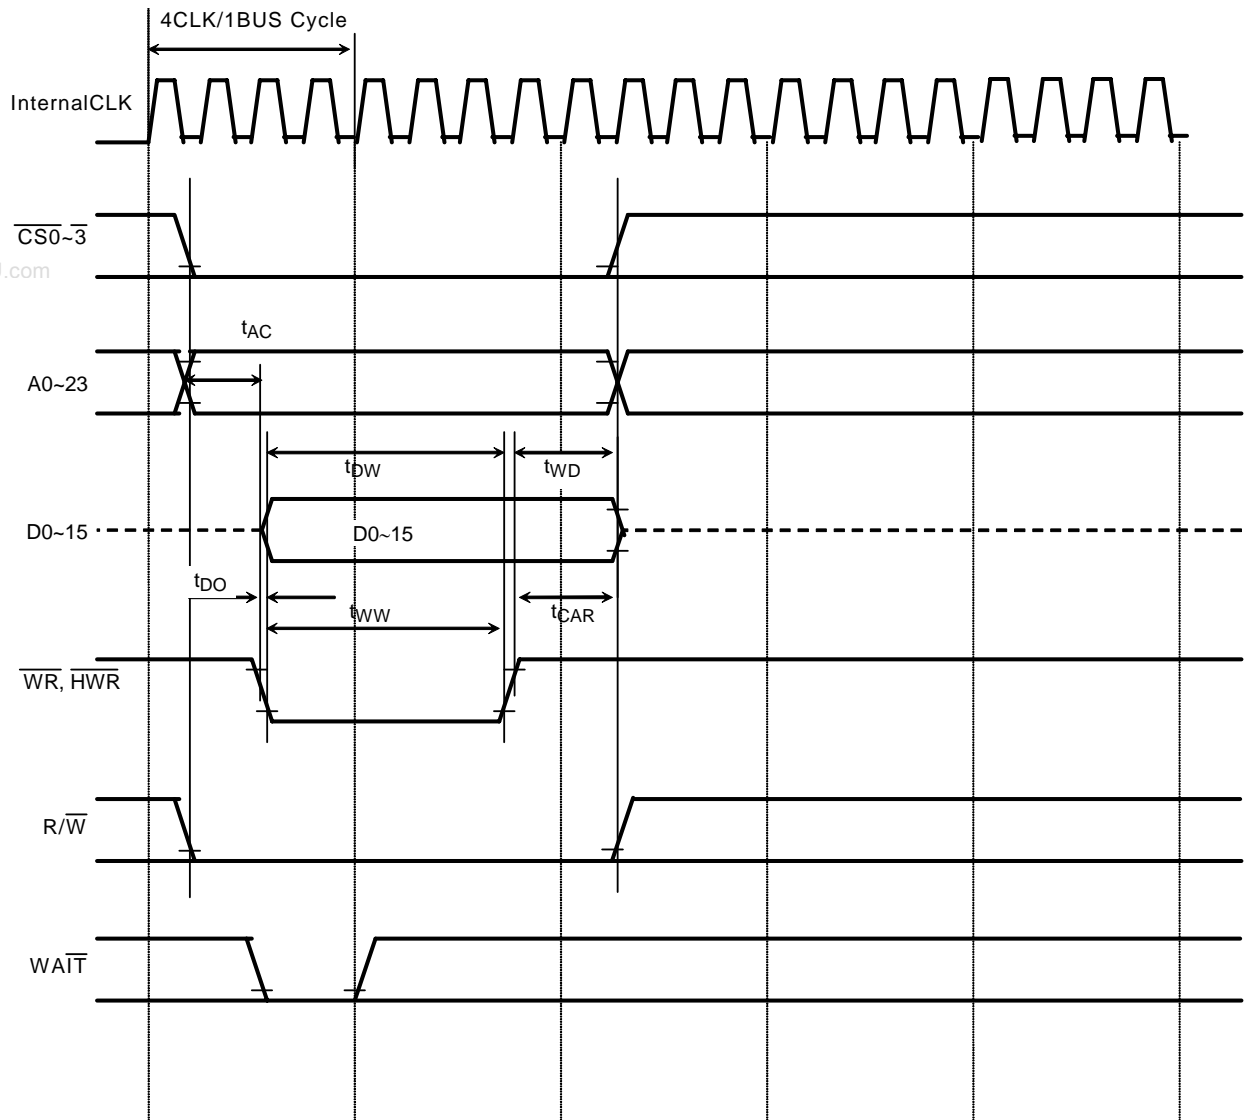 4CLK/1BUS Cycle
InternalCLK
CS0~3
.com
tAC
A0~23
tDW
tWD
D0~15
D0~15
tDO
tWW
tCAR
WR, HWR
R/W
WAIT